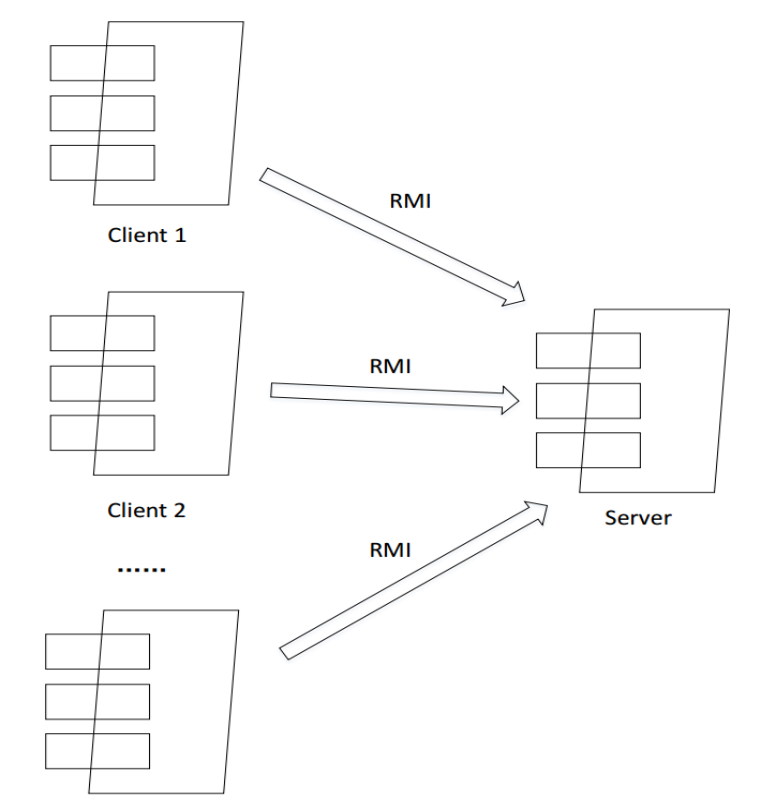 RMI
Client 1
RMI
Client 2
Server
RMI
......